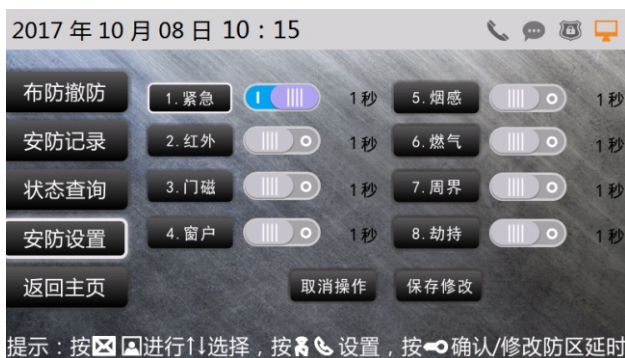 2017 年 10 月 08 日 10：15
布防撤防
1.紧急 1秒 5.烟感 1秒
安防记录
2.红外 1秒 6.燃气 1秒
状态查询
3.门磁 1秒 7.周界 1秒
安防设置
4.窗户 1秒 8.劫持 1秒
返回主页
取消操作 保存修改
提示：按进行↑↓选择，按设置，按确认/修改防区延时